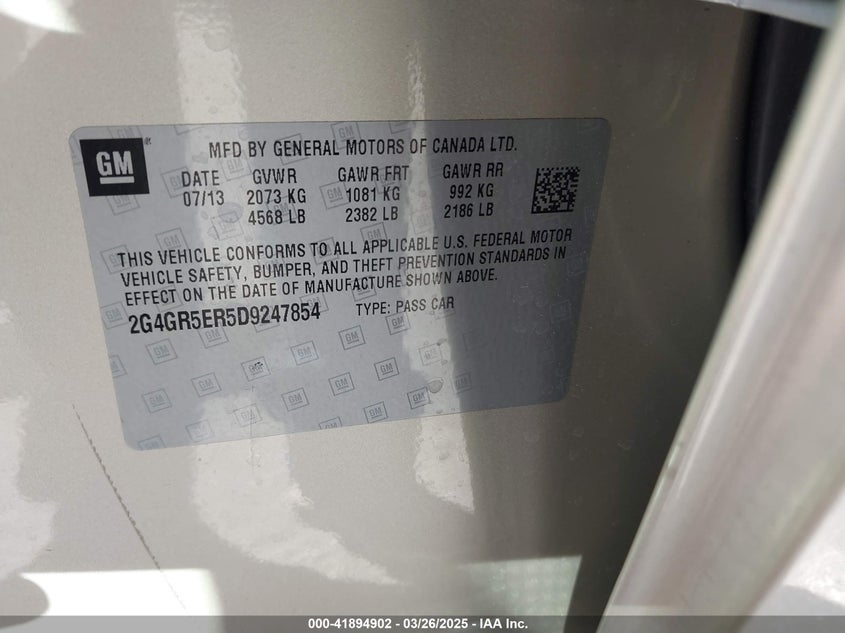 GM
MFD BY GENERAL MOTORS OF CANADA LTD.
DATE GVWR GAWR FRT GAWR RR
07/13 2073 KG 1081 KG 992 KG
4568 LB 2382 LB 2186 LB
THIS VEHICLE CONFORMS TO ALL APPLICABLE U.S. FEDERAL MOTOR
VEHICLE SAFETY, BUMPER, AND THEFT PREVENTION STANDARDS IN
EFFECT ON THE DATE OF MANUFACTURE SHOWN ABOVE.
2G4GR5ER5D9247854 TYPE: PASS CAR
000-41894902 - 03/26/2025 - IAA Inc.